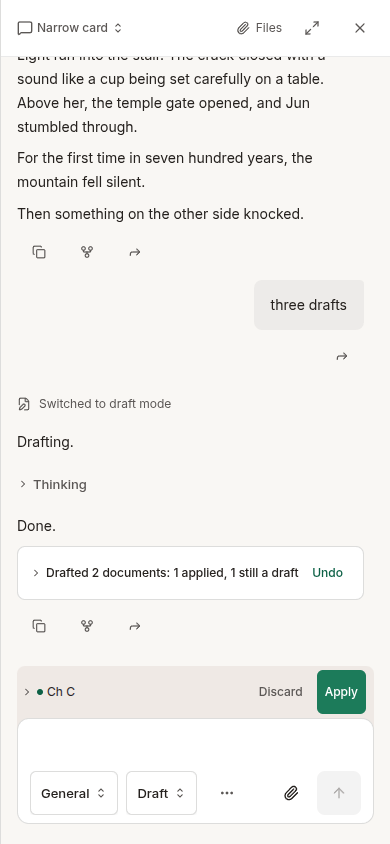 Narrow card
Files
Light ran into the stair. The crack closed with a
sound like a cup being set carefully on a table.
Above her, the temple gate opened, and Jun
stumbled through.
For the first time in seven hundred years, the
mountain fell silent.
Then something on the other side knocked.
three drafts
Switched to draft mode
Drafting.
Thinking
Done.
Drafted 2 documents: 1 applied, 1 still a draft
Undo
Ch C
Discard
Apply
General
Draft